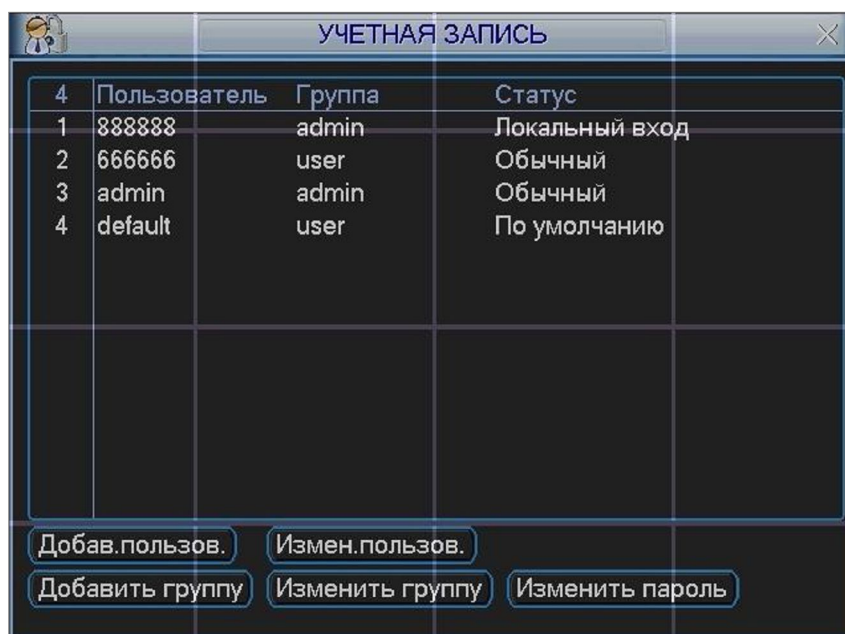 УЧЕТНАЯ ЗАПИСЬ
4 Пользователь Группа Статус
1 888888 admin Локальный вход
2 666666 user Обычный
3 admin admin Обычный
4 default user По умолчанию
Добав.пользов. Измен.пользов.
Добавить группу Изменить группу Изменить пароль